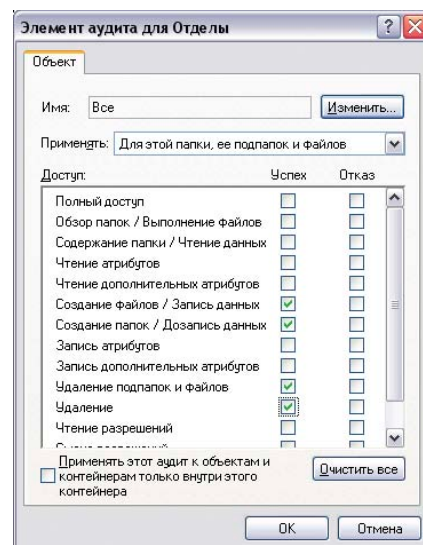 Элемент аудита для Отделы
Объект
Имя: Все Изменить...
Применять: Для этой папки, ее подпапок и файлов
Доступ: Успех Отказ
Полный доступ
Обзор папок / Выполнение файлов
Содержание папки / Чтение данных
Чтение атрибутов
Чтение дополнительных атрибутов
Создание файлов / Запись данных
Создание папок / Дозапись данных
Запись атрибутов
Запись дополнительных атрибутов
Удаление подпапок и файлов
Удаление
Чтение разрешений
Применять этот аудит к объектам и
контейнерам только внутри этого
контейнера
Очистить все
OK Отмена